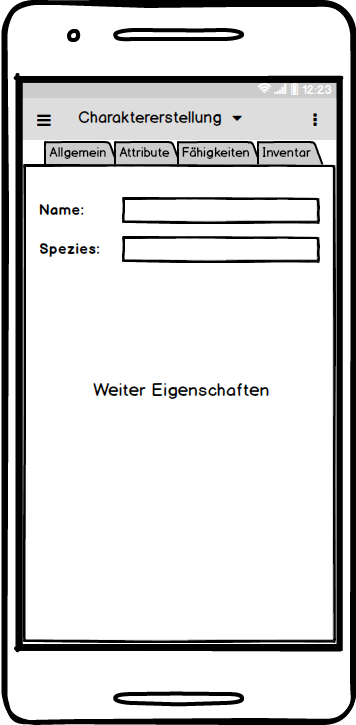 12:23
Charaktererstellung
Allgemein Attribute Fähigkeiten Inventar
Name:
Spezies:
Weiter Eigenschaften